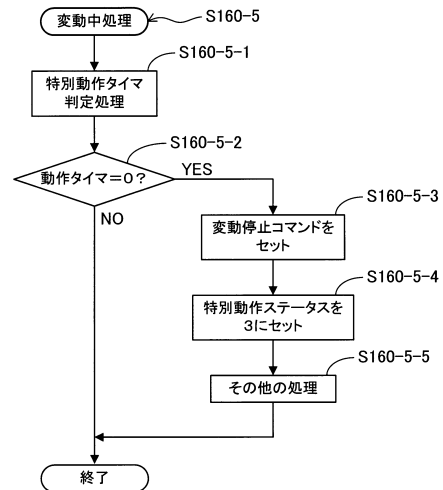 変動中処理
S160-5
S160-5-1
特別動作タイマ
判定処理
S160-5-2
動作タイマ=0?
YES
NO
S160-5-3
変動停止コマンドを
セット
S160-5-4
特別動作ステータスを
3にセット
S160-5-5
その他の処理
終了